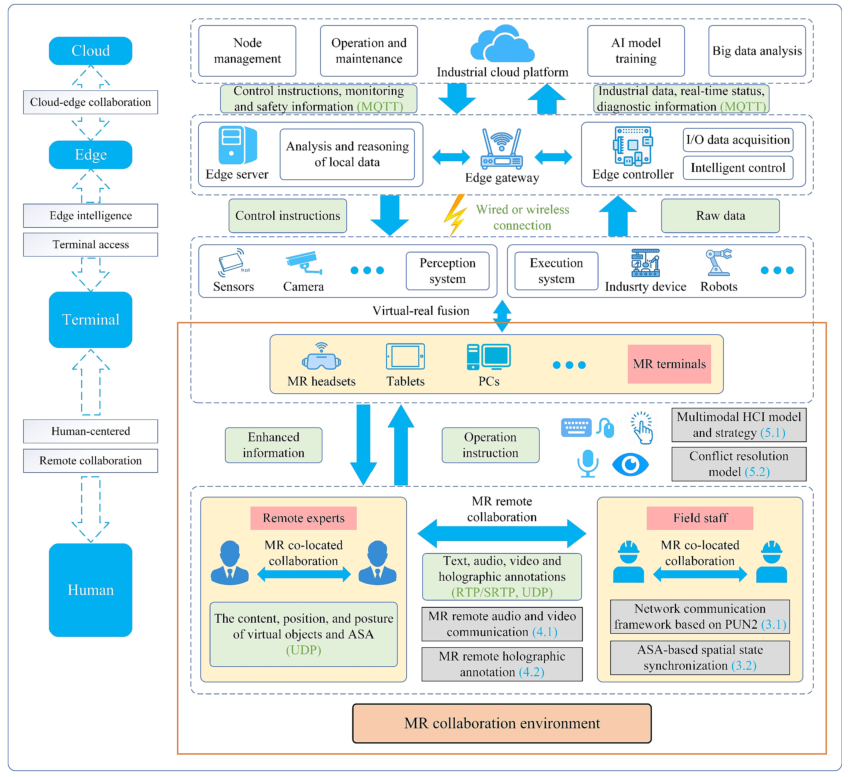 Cloud
Cloud-edge collaboration
Edge
Edge intelligence
Terminal access
Terminal
Human-centered
Remote collaboration
Human
Node
management
Operation and
maintenance
Industrial cloud platform
AI model
training
Big data analysis
Control instructions, monitoring
and safety information (MQTT)
Industrial data, real-time status,
diagnostic information (MQTT)
Edge server
Analysis and reasoning
of local data
Edge gateway
Edge controller
I/O data acquisition
Intelligent control
Control instructions
Wired or wireless
connection
Raw data
Sensors
Camera
Perception
system
Execution
system
Indusrty device
Robots
Virtual-real fusion
MR headsets
Tablets
PCs
MR terminals
Enhanced
information
Operation
instruction
Multimodal HCI model
and strategy (5.1)
Conflict resolution
model (5.2)
Remote experts
MR co-located
collaboration
The content, position, and posture
of virtual objects and ASA
(UDP)
MR remote
collaboration
Text, audio, video and
holographic annotations
(RTP/SRTP, UDP)
MR remote audio and video
communication (4.1)
MR remote holographic
annotation (4.2)
Field staff
MR co-located
collaboration
Network communication
framework based on PUN2 (3.1)
ASA-based spatial state
synchronization (3.2)
MR collaboration environment